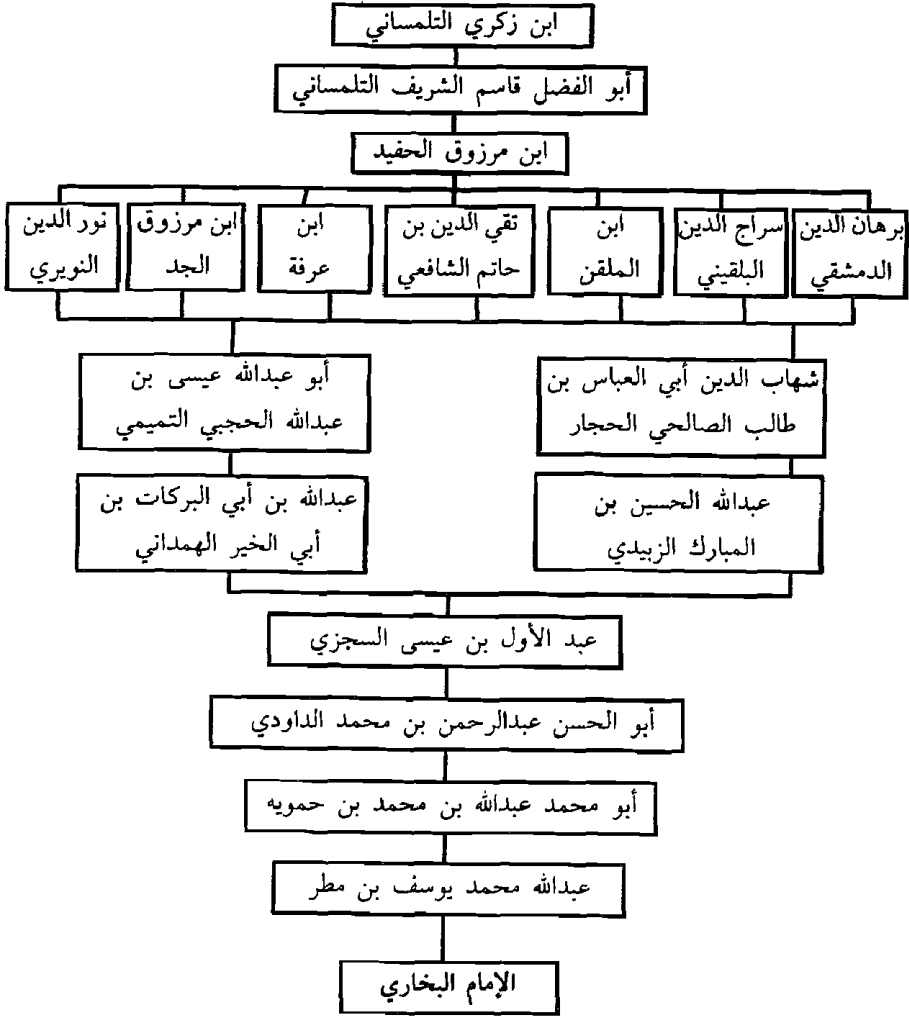 ابن زكري التلمساني
أبو الفضل قاسم الشريف التلمساني
ابن مرزوق الحفيد
برهان الدين
الدمشقي
سراج الدين
البلقيني
ابن
الملقن
تقي الدين بن
حاتم الشافعي
ابن
عرفة
ابن مرزوق
الجد
نور الدين
النويري
شهاب الدين أبي العباس بن
طالب الصالحي الحجار
أبو عبدالله عيسى بن
عبدالله الحجبي التميمي
عبدالله الحسين بن
المبارك الزبيدي
عبدالله بن أبي البركات بن
أبي الخير الهمداني
عبد الأول بن عيسى السجزي
أبو الحسن عبدالرحمن بن محمد الداودي
أبو محمد عبدالله بن محمد بن حمويه
عبدالله محمد يوسف بن مطر
الإمام البخاري